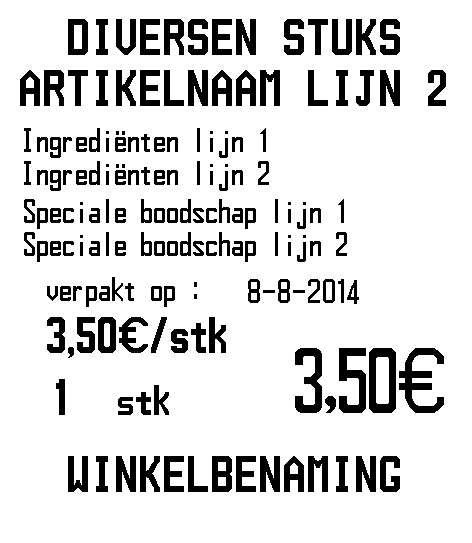 DIVERSEN STUKS
ARTIKELNAAM LIJN 2
Ingrediënten lijn 1
Ingrediënten lijn 2
Speciale boodschap lijn 1
Speciale boodschap lijn 2
verpakt op : 8-8-2014
3,50€/stk
1 stk 3,50€
WINKELBENAMING